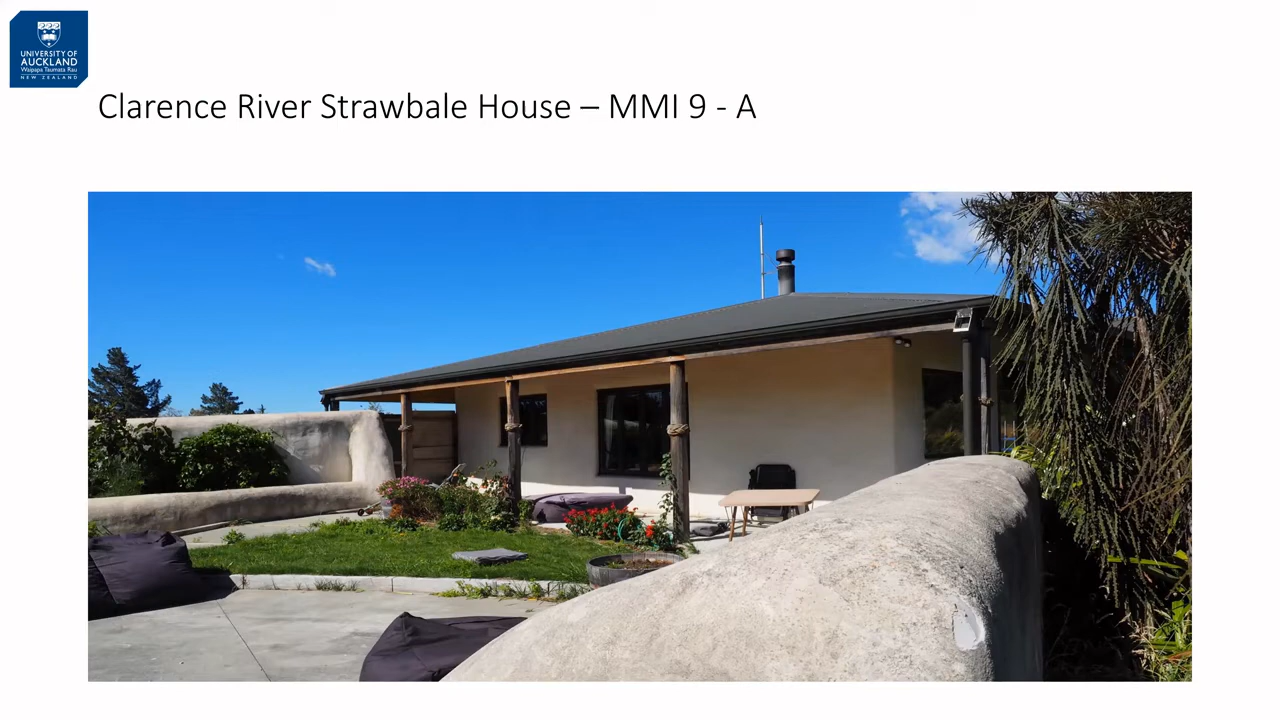 UNIVERSITY OF
AUCKLAND
Waipapa Taumata Rau
NEW ZEALAND
Clarence River Strawbale House – MMI 9 - A